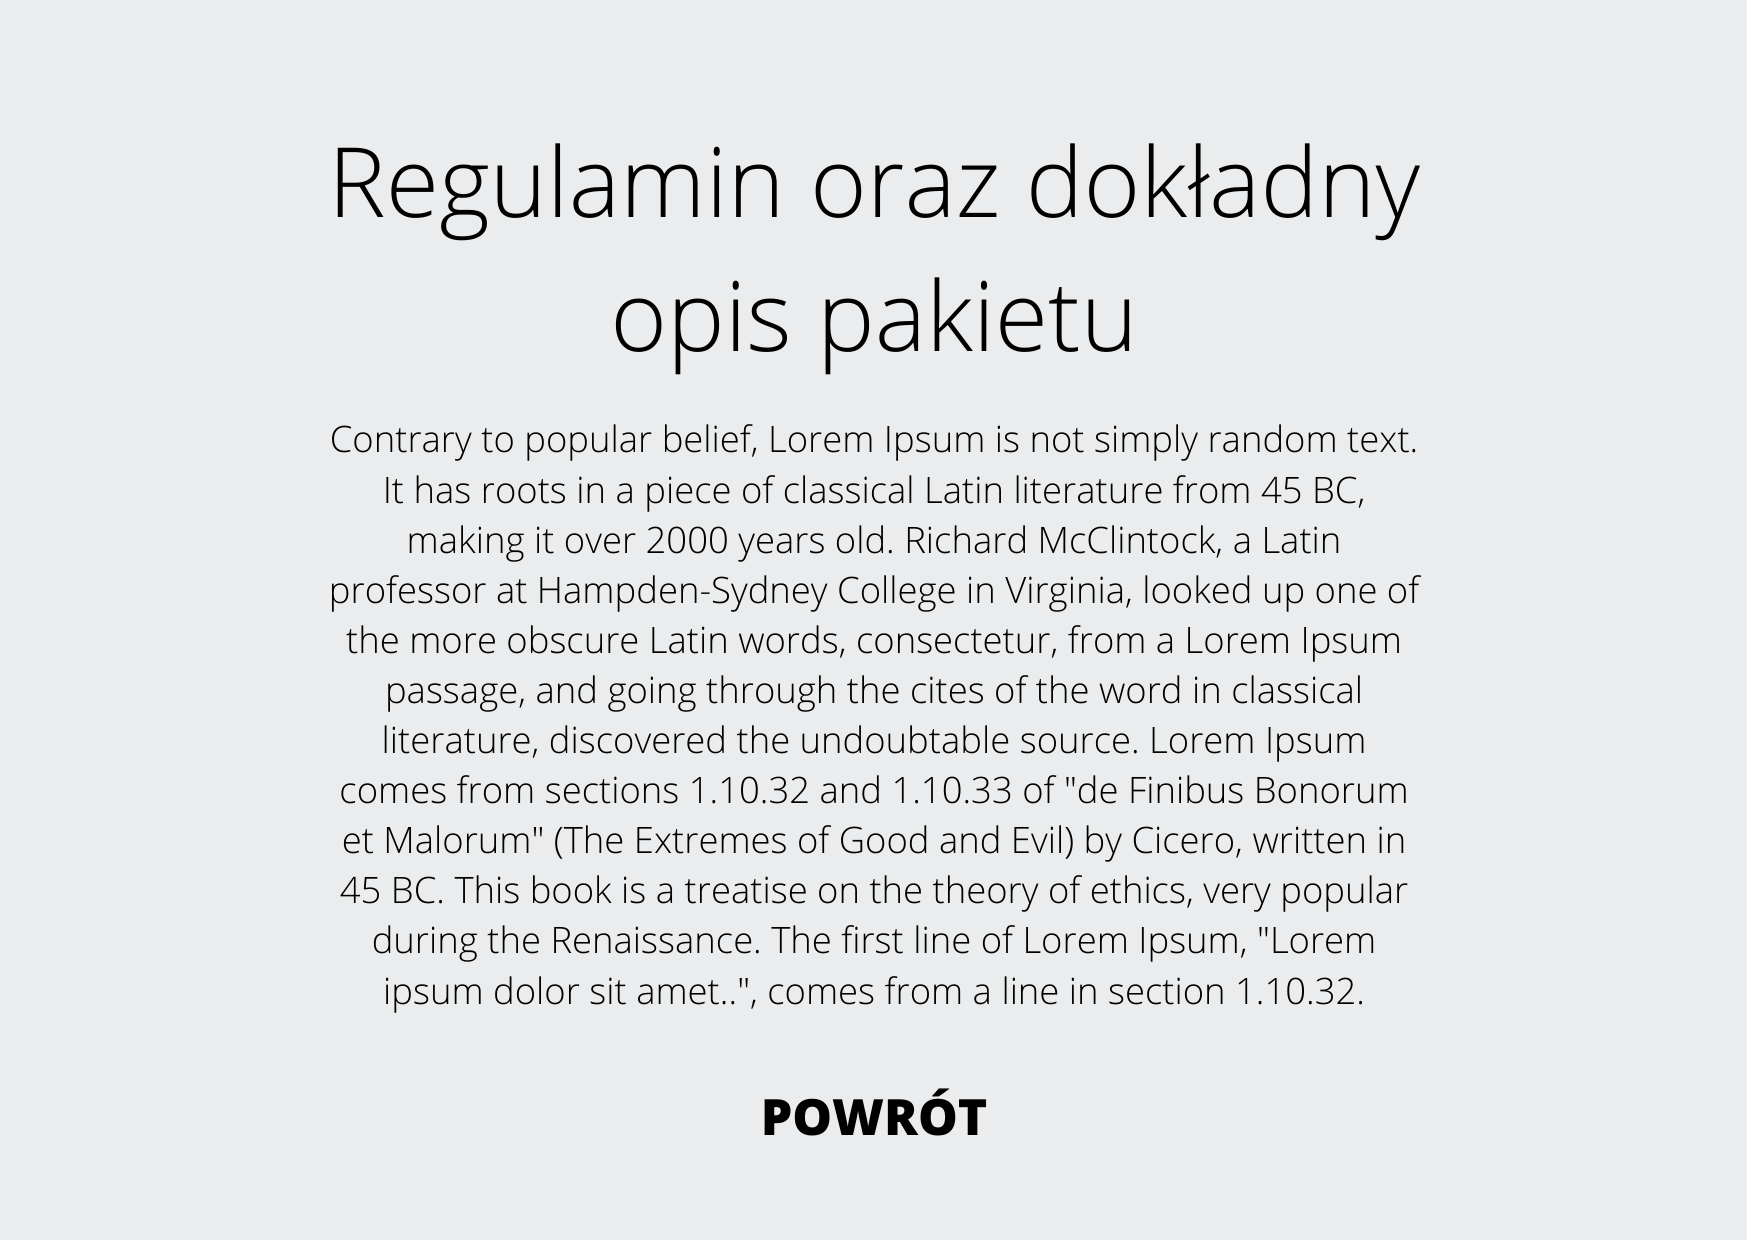 Regulamin oraz dokładny
opis pakietu
Contrary to popular belief, Lorem Ipsum is not simply random text.
It has roots in a piece of classical Latin literature from 45 BC,
making it over 2000 years old. Richard McClintock, a Latin
professor at Hampden-Sydney College in Virginia, looked up one of
the more obscure Latin words, consectetur, from a Lorem Ipsum
passage, and going through the cites of the word in classical
literature, discovered the undoubtable source. Lorem Ipsum
comes from sections 1.10.32 and 1.10.33 of "de Finibus Bonorum
et Malorum" (The Extremes of Good and Evil) by Cicero, written in
45 BC. This book is a treatise on the theory of ethics, very popular
during the Renaissance. The first line of Lorem Ipsum, "Lorem
ipsum dolor sit amet..", comes from a line in section 1.10.32.
POWRÓT